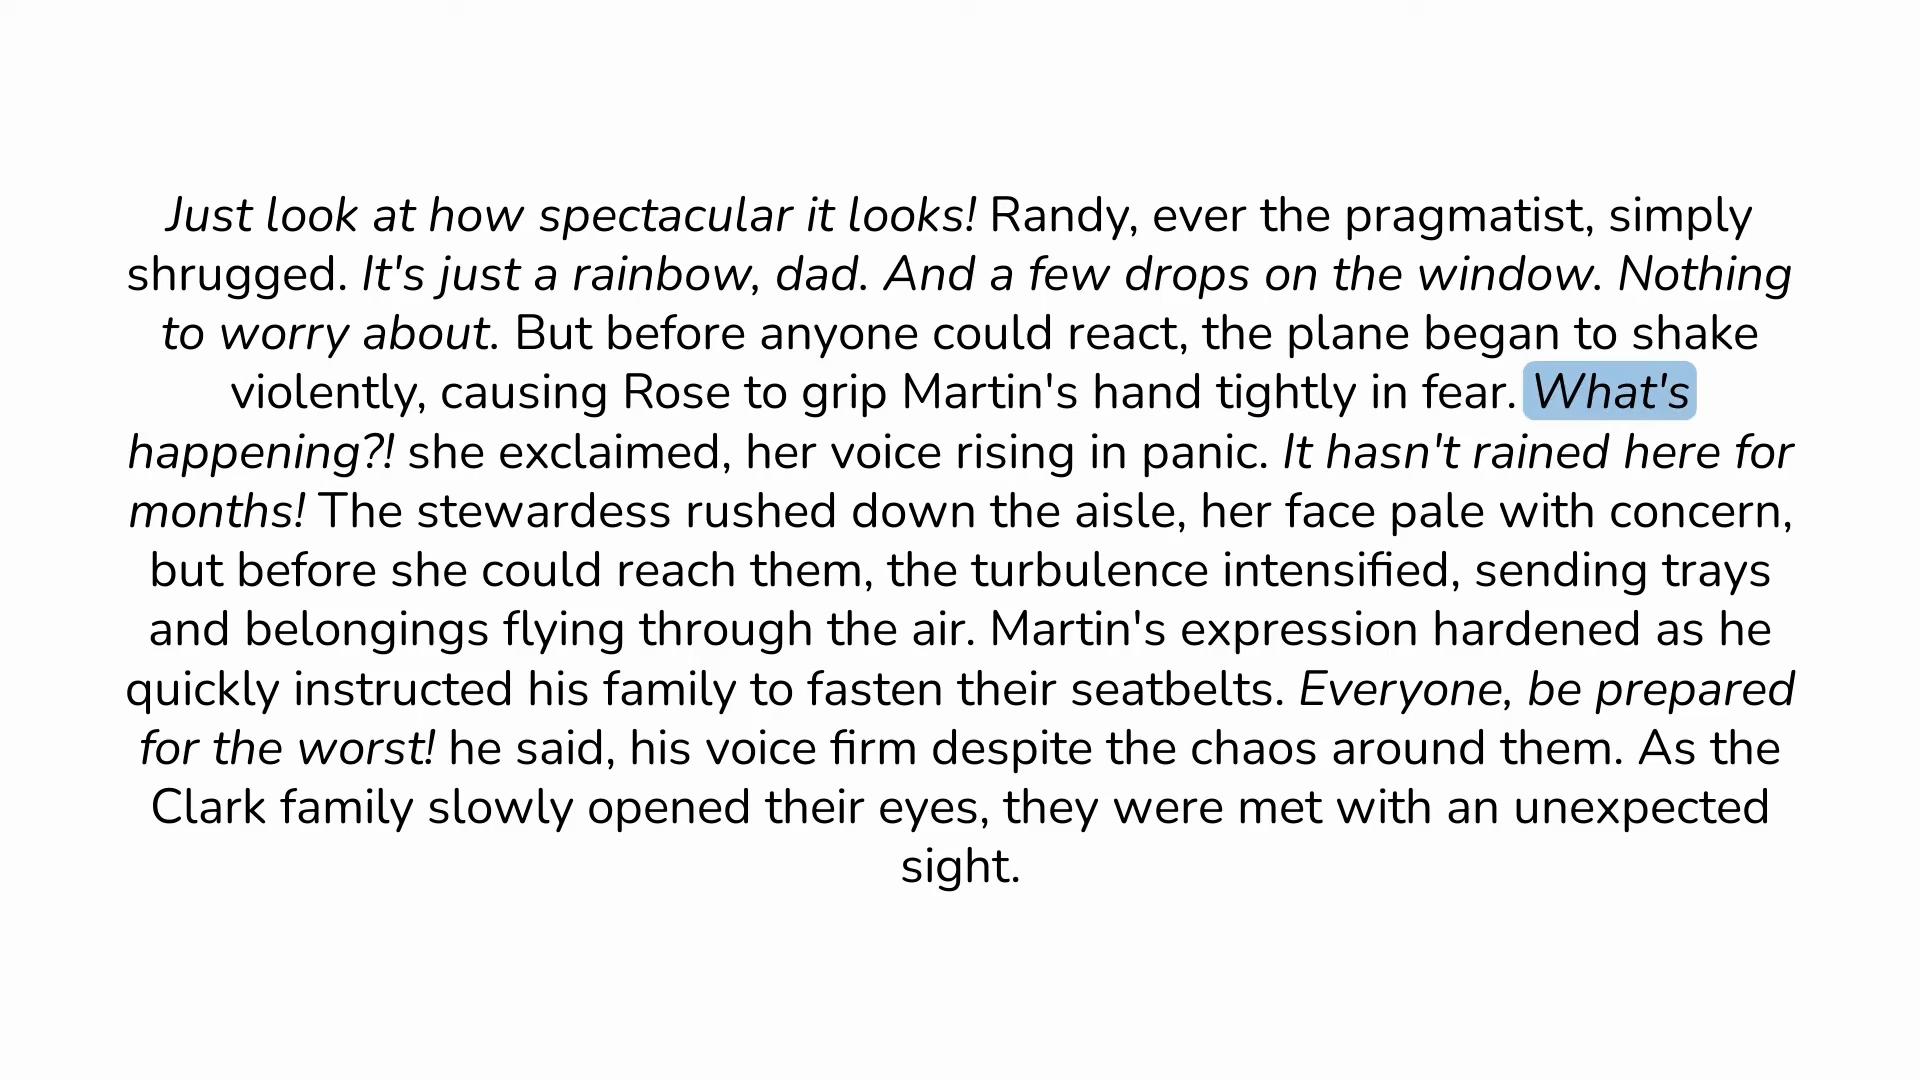 Just look at how spectacular it looks! Randy, ever the pragmatist, simply
shrugged. It's just a rainbow, dad. And a few drops on the window. Nothing
to worry about. But before anyone could react, the plane began to shake
violently, causing Rose to grip Martin's hand tightly in fear. What's
happening?! she exclaimed, her voice rising in panic. It hasn't rained here for
months! The stewardess rushed down the aisle, her face pale with concern,
but before she could reach them, the turbulence intensified, sending trays
and belongings flying through the air. Martin's expression hardened as he
quickly instructed his family to fasten their seatbelts. Everyone, be prepared
for the worst! he said, his voice firm despite the chaos around them. As the
Clark family slowly opened their eyes, they were met with an unexpected
sight.